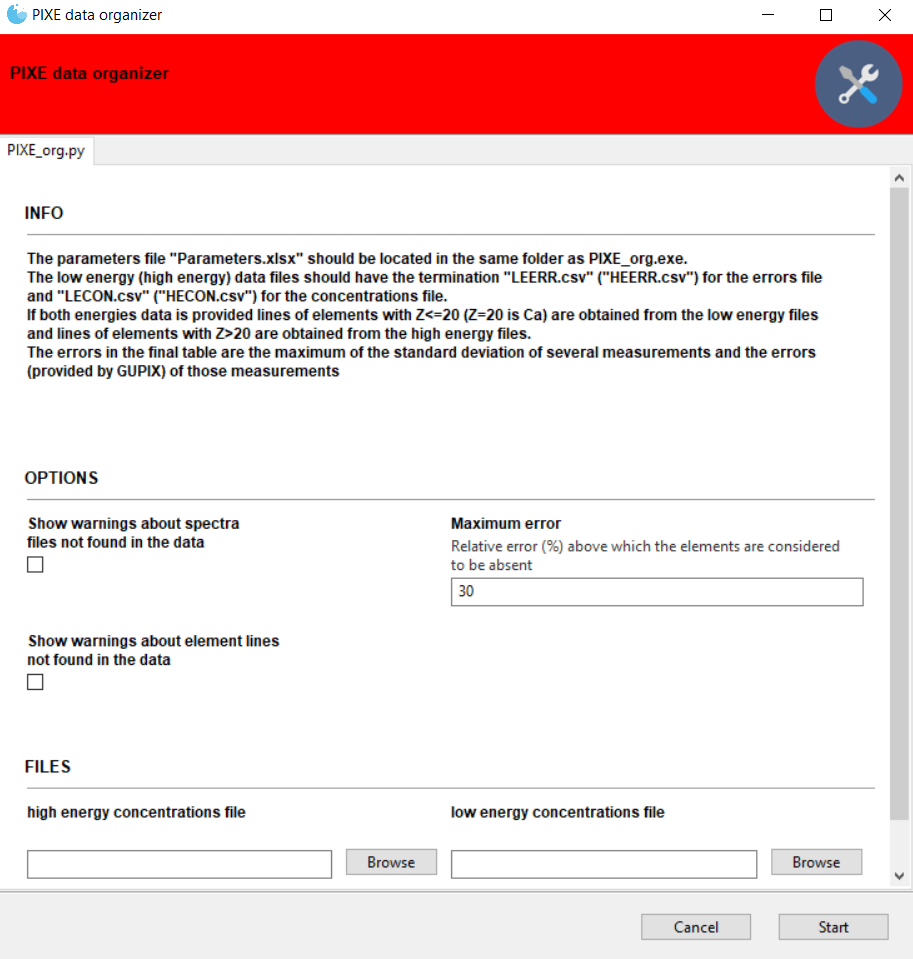 PIXE data organizer
PIXE data organizer
PIXE_org.py
INFO
The parameters file "Parameters.xlsx" should be located in the same folder as PIXE_org.exe.
The low energy (high energy) data files should have the termination "LEERR.csv" ("HEERR.csv") for the errors file
and "LECON.csv" ("HECON.csv") for the concentrations file.
If both energies data is provided lines of elements with Z<=20 (Z=20 is Ca) are obtained from the low energy files
and lines of elements with Z>20 are obtained from the high energy files.
The errors in the final table are the maximum of the standard deviation of several measurements and the errors
(provided by GUPIX) of those measurements
OPTIONS
Show warnings about spectra
files not found in the data
Maximum error
Relative error (%) above which the elements are considered
to be absent
30
Show warnings about element lines
not found in the data
FILES
high energy concentrations file
low energy concentrations file
Browse
Browse
Cancel
Start